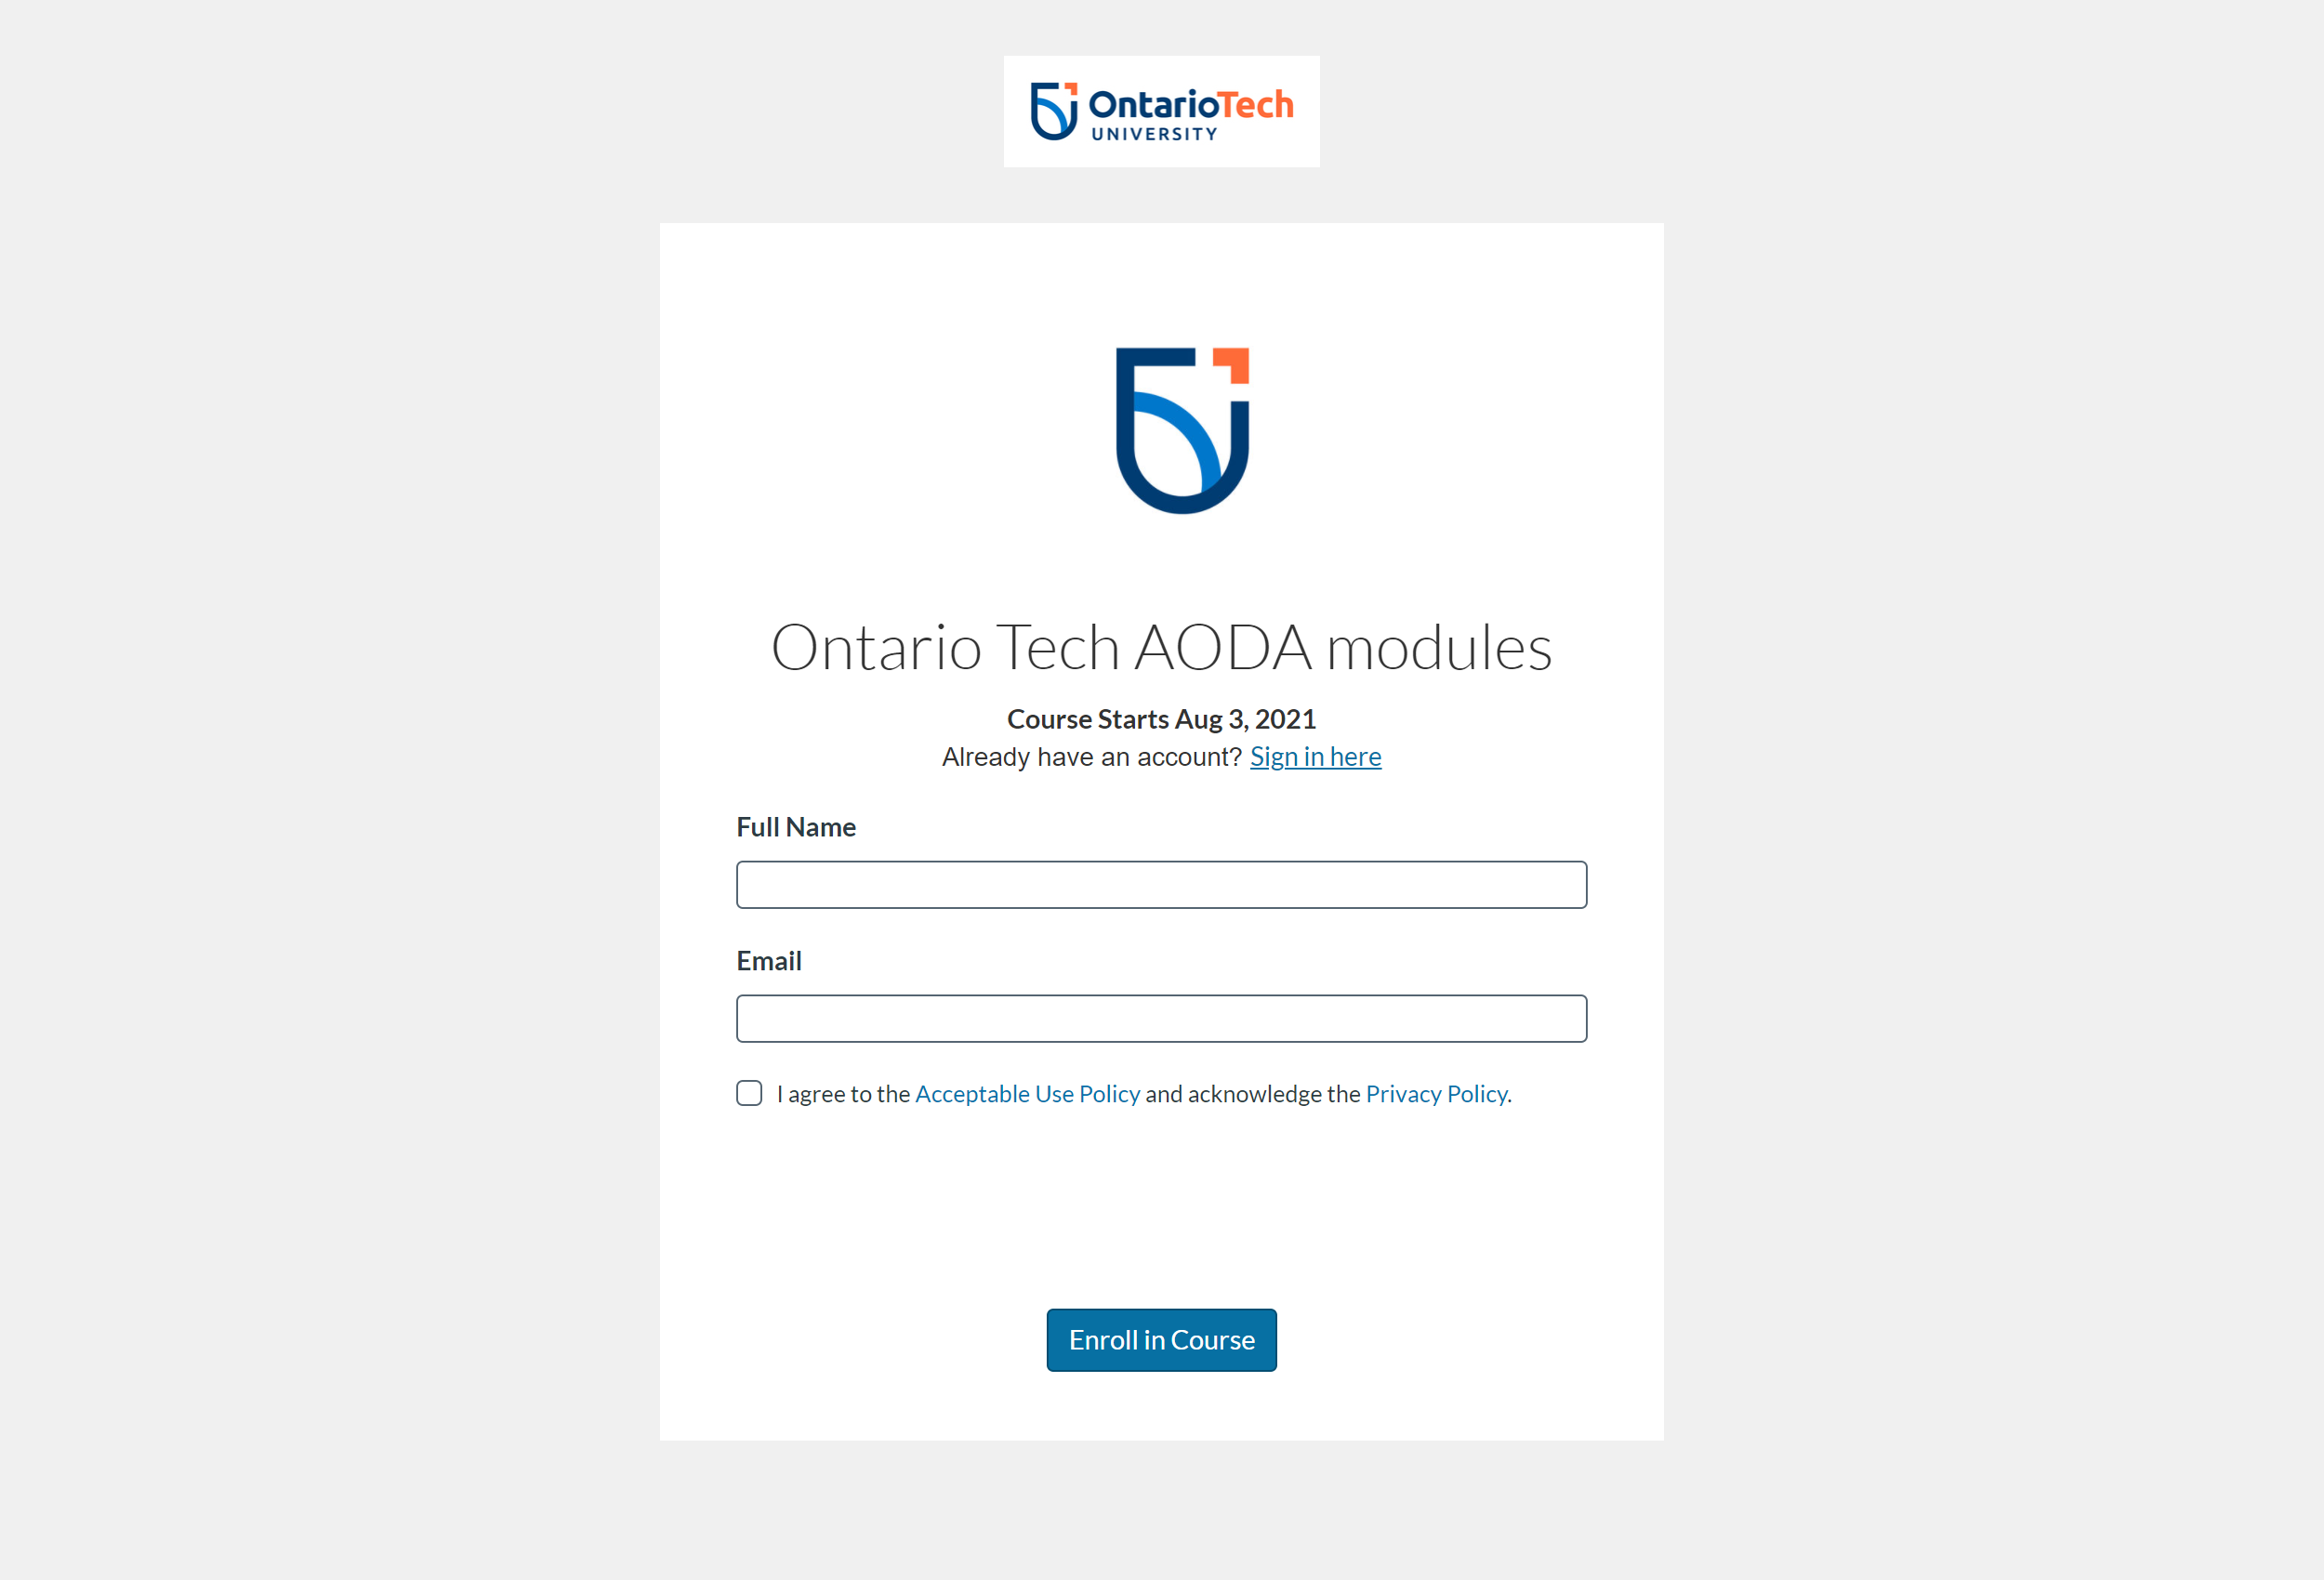 OntarioTech
UNIVERSITY
Ontario Tech AODA modules
Course Starts Aug 3, 2021
Already have an account? Sign in here
Full Name
Email
I agree to the Acceptable Use Policy and acknowledge the Privacy Policy.
Enroll in Course